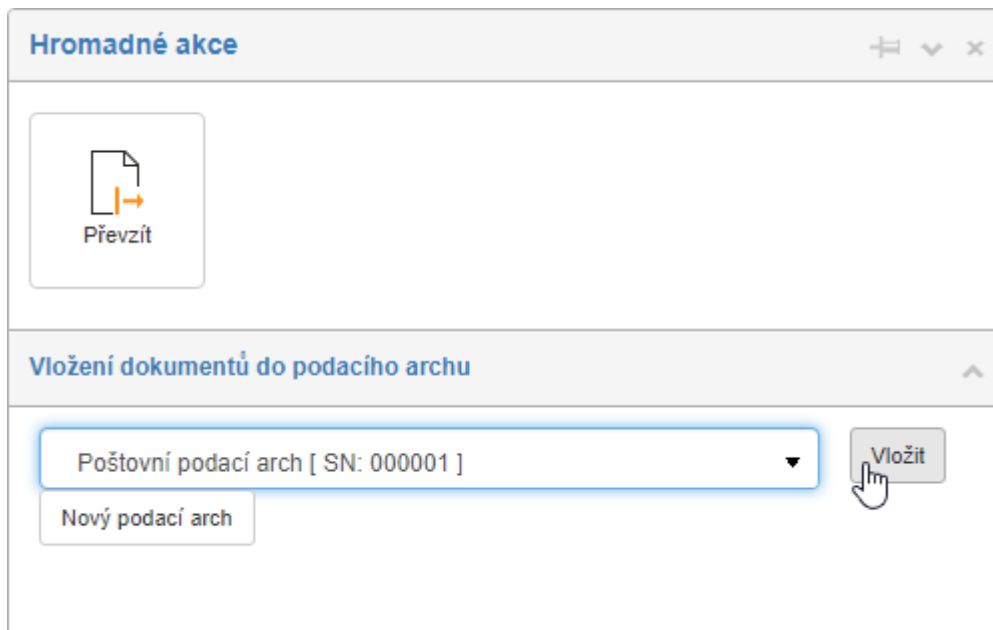 Hromadné akce
Převzít
Vložení dokumentů do podacího archu
Poštovní podací arch [ SN: 000001 ]
Vložit
Nový podací arch